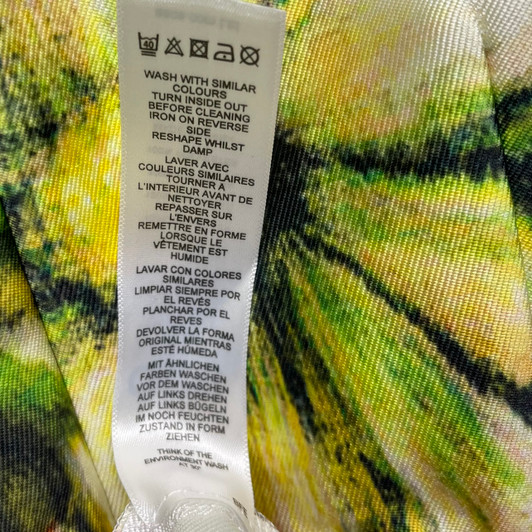 40
WASH WITH SIMILAR
COLOURS
TURN INSIDE OUT
BEFORE CLEANING
IRON ON REVERSE
SIDE
RESHAPE WHILST
DAMP
LAVER AVEC
COULEURS SIMILAIRES
TOURNER A
L'INTERIEUR AVANT DE
NETTOYER
REPASSER SUR
L'ENVERS
REMETTRE EN FORME
LORSQUE LE
VÊTEMENT EST
HUMIDE
LAVAR CON COLORES
SIMILARES
LIMPIAR SIEMPRE POR
EL REVÉS
PLANCHAR POR EL
REVES
DEVOLVER LA FORMA
ORIGINAL MIENTRAS
ESTÉ HÚMEDA
MIT ÄHNLICHEN
FARBEN WASCHEN
VOR DEM WASCHEN
AUF LINKS DREHEN
AUF LINKS BÜGELN
IM NOCH FEUCHTEN
ZUSTAND IN FORM
ZIEHEN
THINK OF THE
ENVIRONMENT WASH
AT 30°